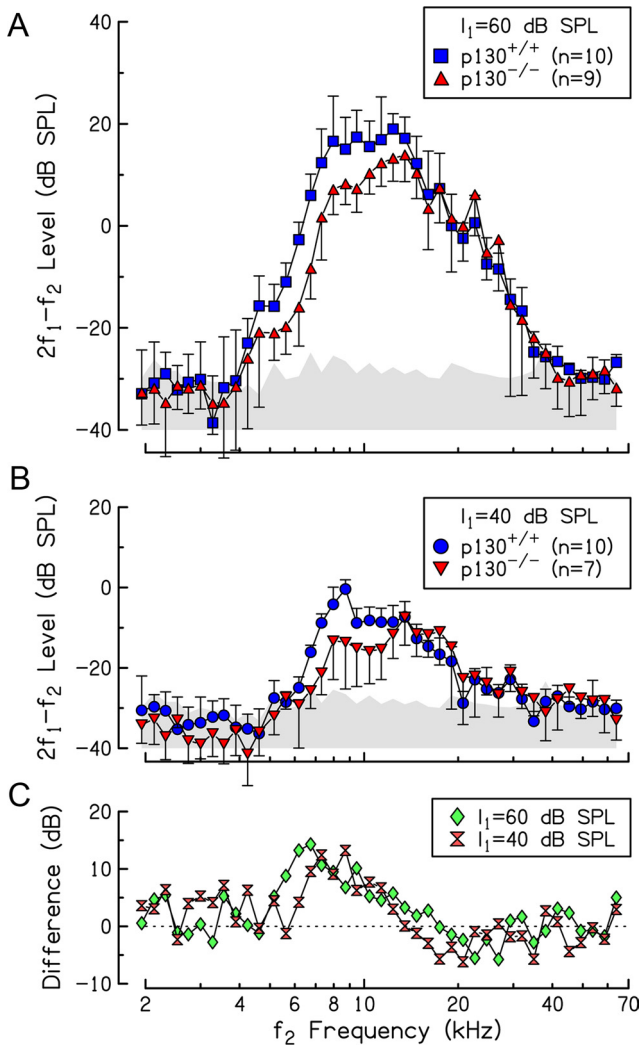 A
l₁=60 dB SPL
p130⁺/⁺ (n=10)
p130⁻/⁻ (n=9)
2f₁−f₂ Level (dB SPL)
40
20
0
−20
−40
B
l₁=40 dB SPL
p130⁺/⁺ (n=10)
p130⁻/⁻ (n=7)
2f₁−f₂ Level (dB SPL)
20
0
−20
−40
C
l₁=60 dB SPL
l₁=40 dB SPL
Difference (dB)
20
10
0
−10
2 4 6 8 10 20 40 70
f₂ Frequency (kHz)